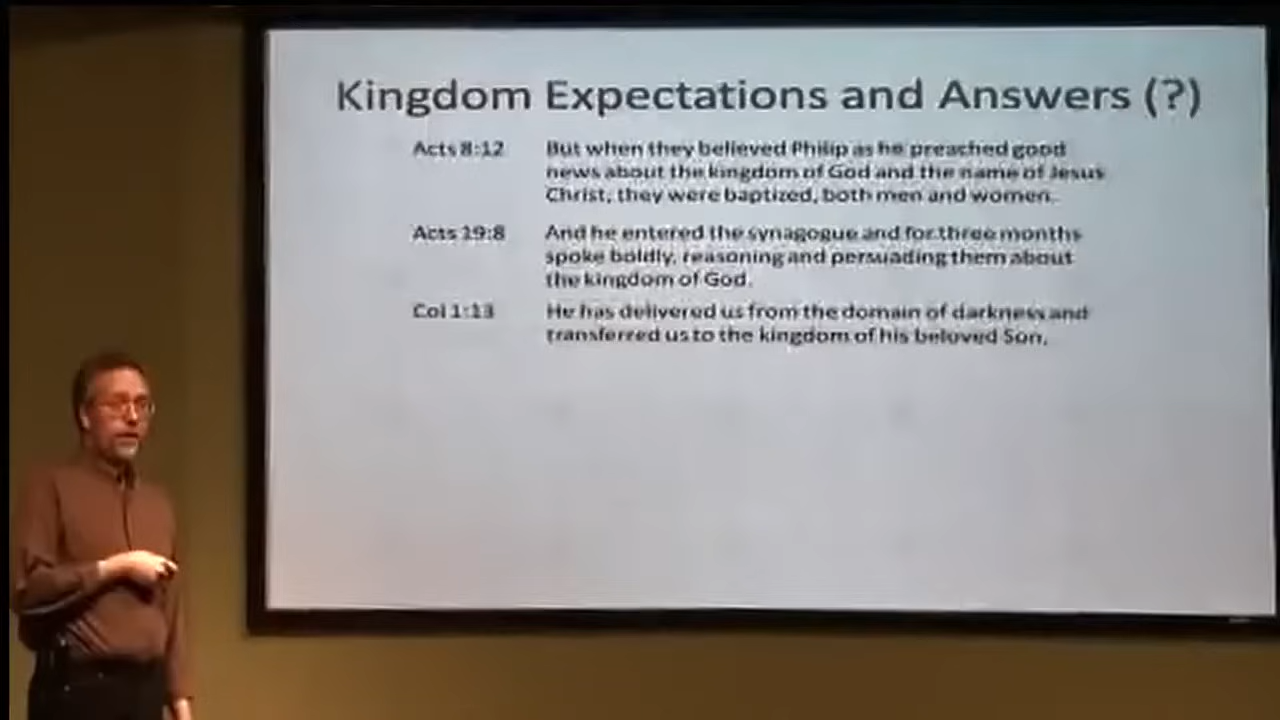 Kingdom Expectations and Answers (?)
Acts 8:12 But when they believed Philip as he preached good
news about the kingdom of God and the name of Jesus
Christ, they were baptized, both men and women.
Acts 19:8 And he entered the synagogue and for three months
spoke boldly, reasoning and persuading them about
the kingdom of God.
Col 1:13 He has delivered us from the domain of darkness and
transferred us to the kingdom of his beloved Son,